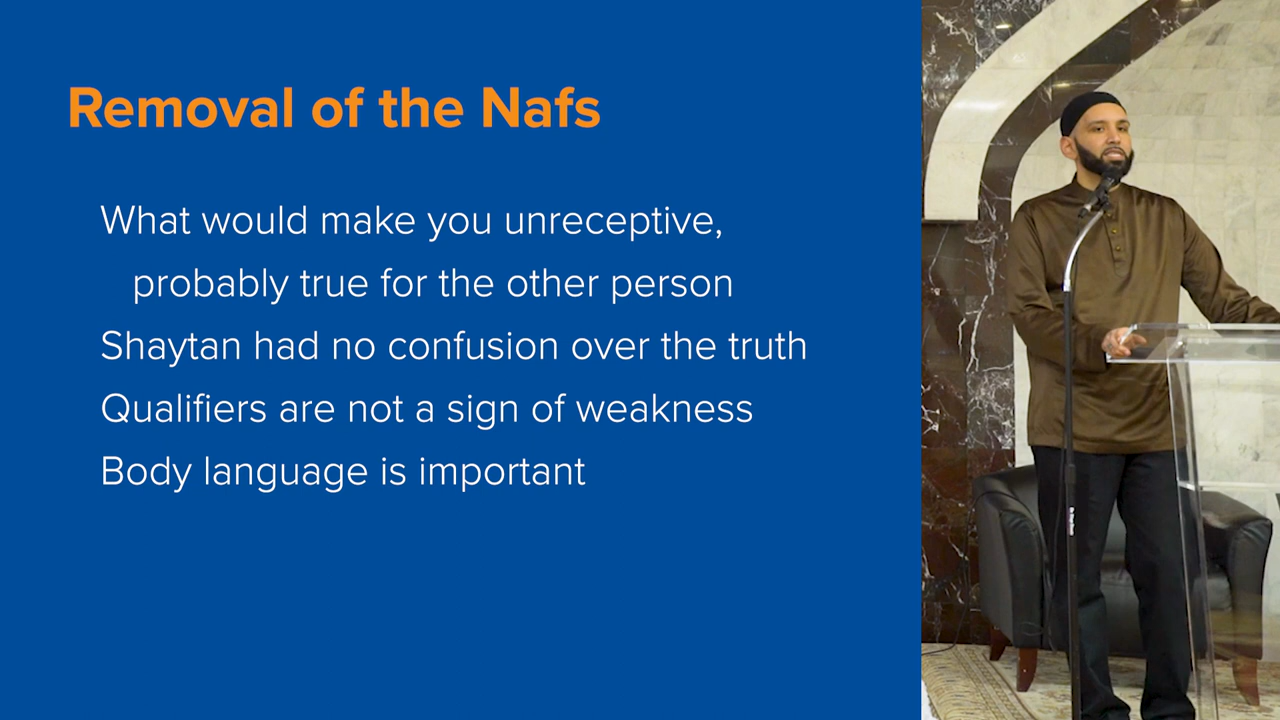 Removal of the Nafs
What would make you unreceptive,
probably true for the other person
Shaytan had no confusion over the truth
Qualifiers are not a sign of weakness
Body language is important